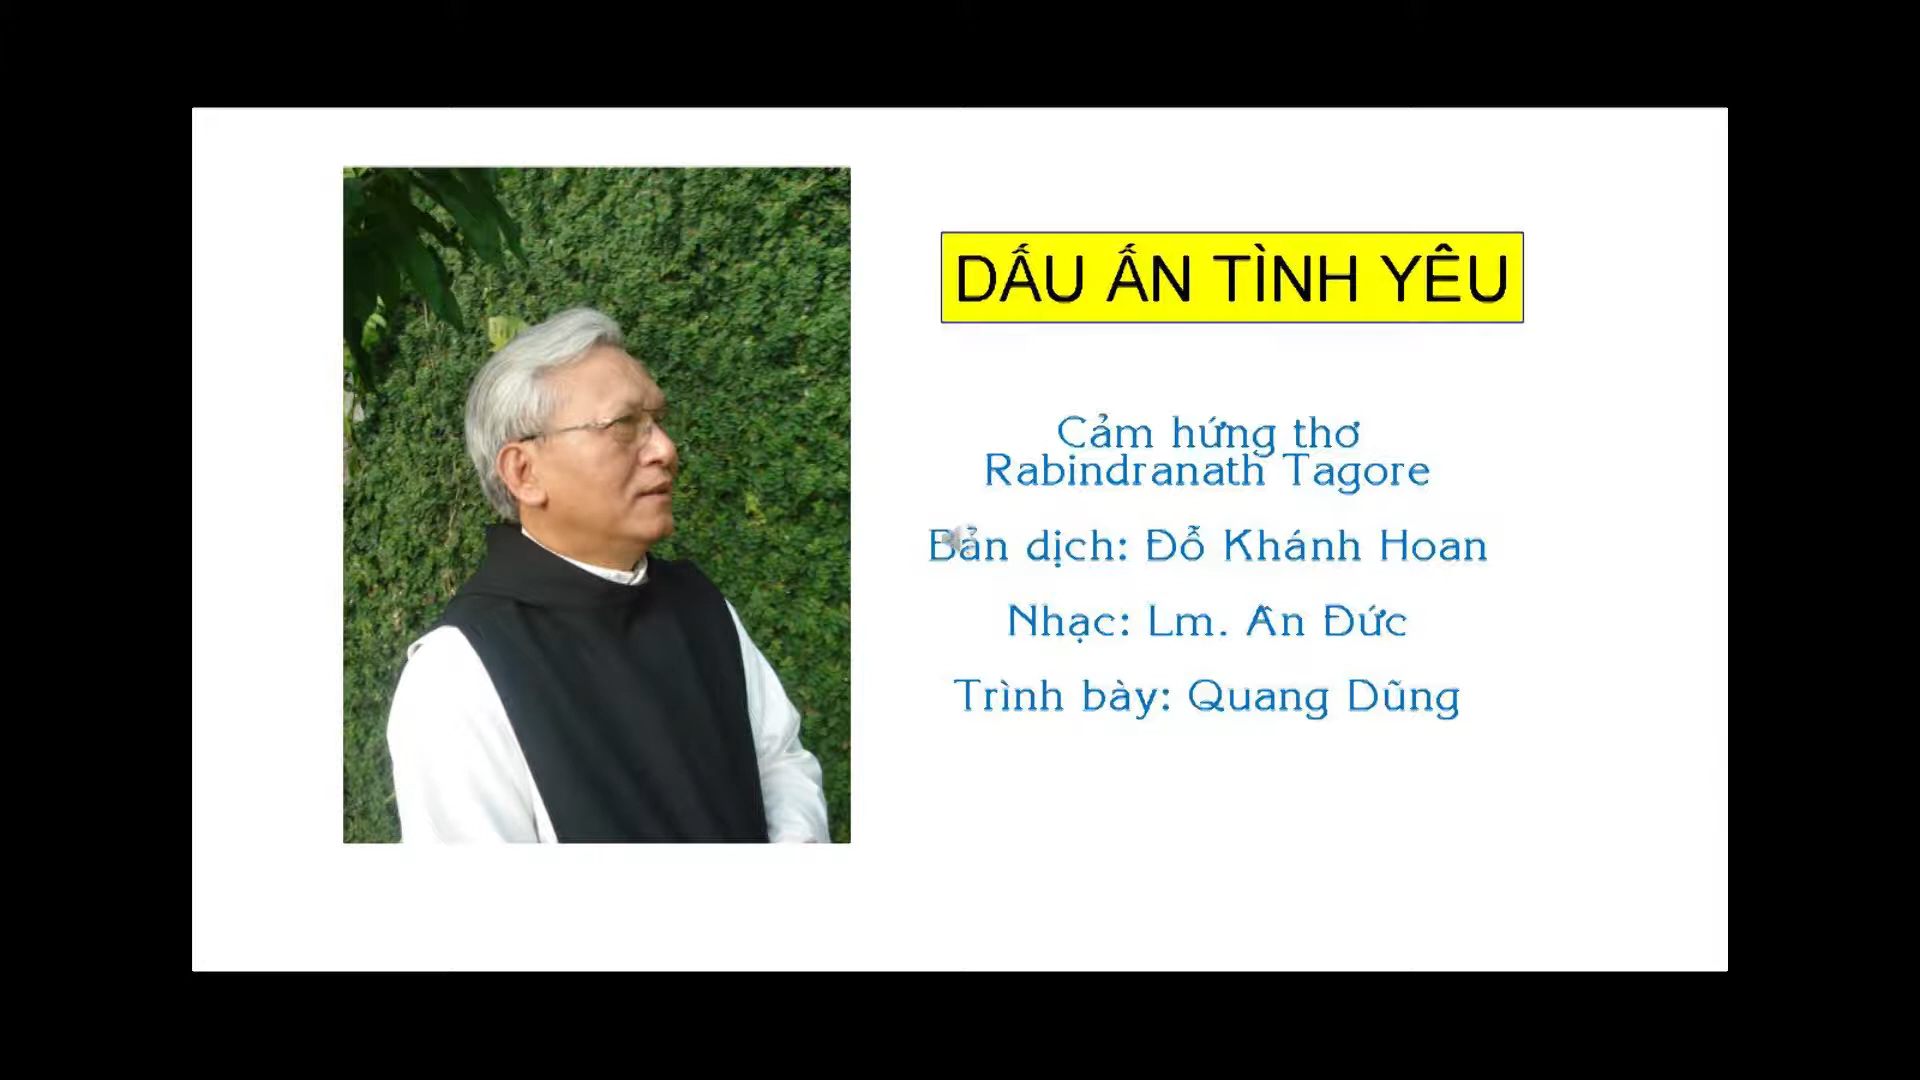 DẤU ẤN TÌNH YÊU
Cảm hứng thơ
Rabindranath Tagore
Bản dịch: Đỗ Khánh Hoan
Nhạc: Lm. Ân Đức
Trình bày: Quang Dũng